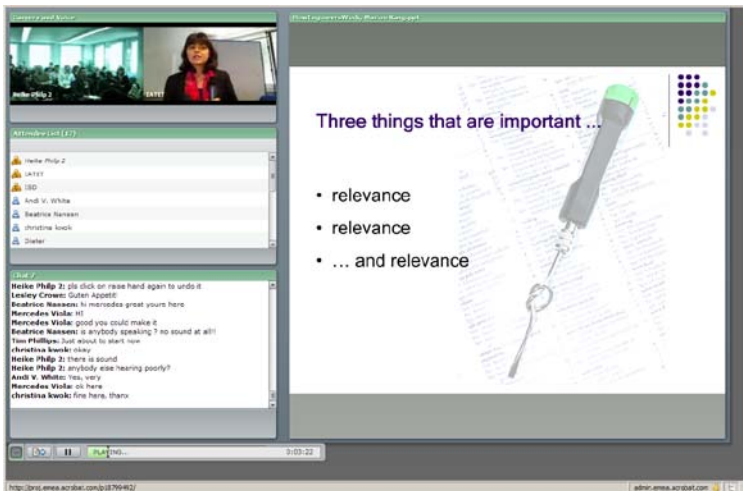 Camera and Voice
Heike Philp 2
IATET
Attendee List (17)
Heike Philp 2
IATET
ISD
Andi V. White
Beatrice Nansen
christina kwok
Dieter
Chat 2
Heike Philp 2: pls click on raise hand again to undo it
Lesley Crowe: Guten Appetit!
Beatrice Nassen: hi mercedes great youre here
Mercedes Viola: HI
Mercedes Viola: good you could make it
Beatrice Nassen: is anybody speaking ? no sound at all!!
Tim Phillips: Just about to start now
christina kwok: okay
Heike Philp 2: there is sound
Heike Philp 2: anybody else hearing poorly?
Andi V. White: Yes, very
Mercedes Viola: ok here
christina kwok: fine here, thanx
PLAYING...
0:03:22
Three things that are important ...
• relevance
• relevance
• ... and relevance
admin.emea.acrobat.com